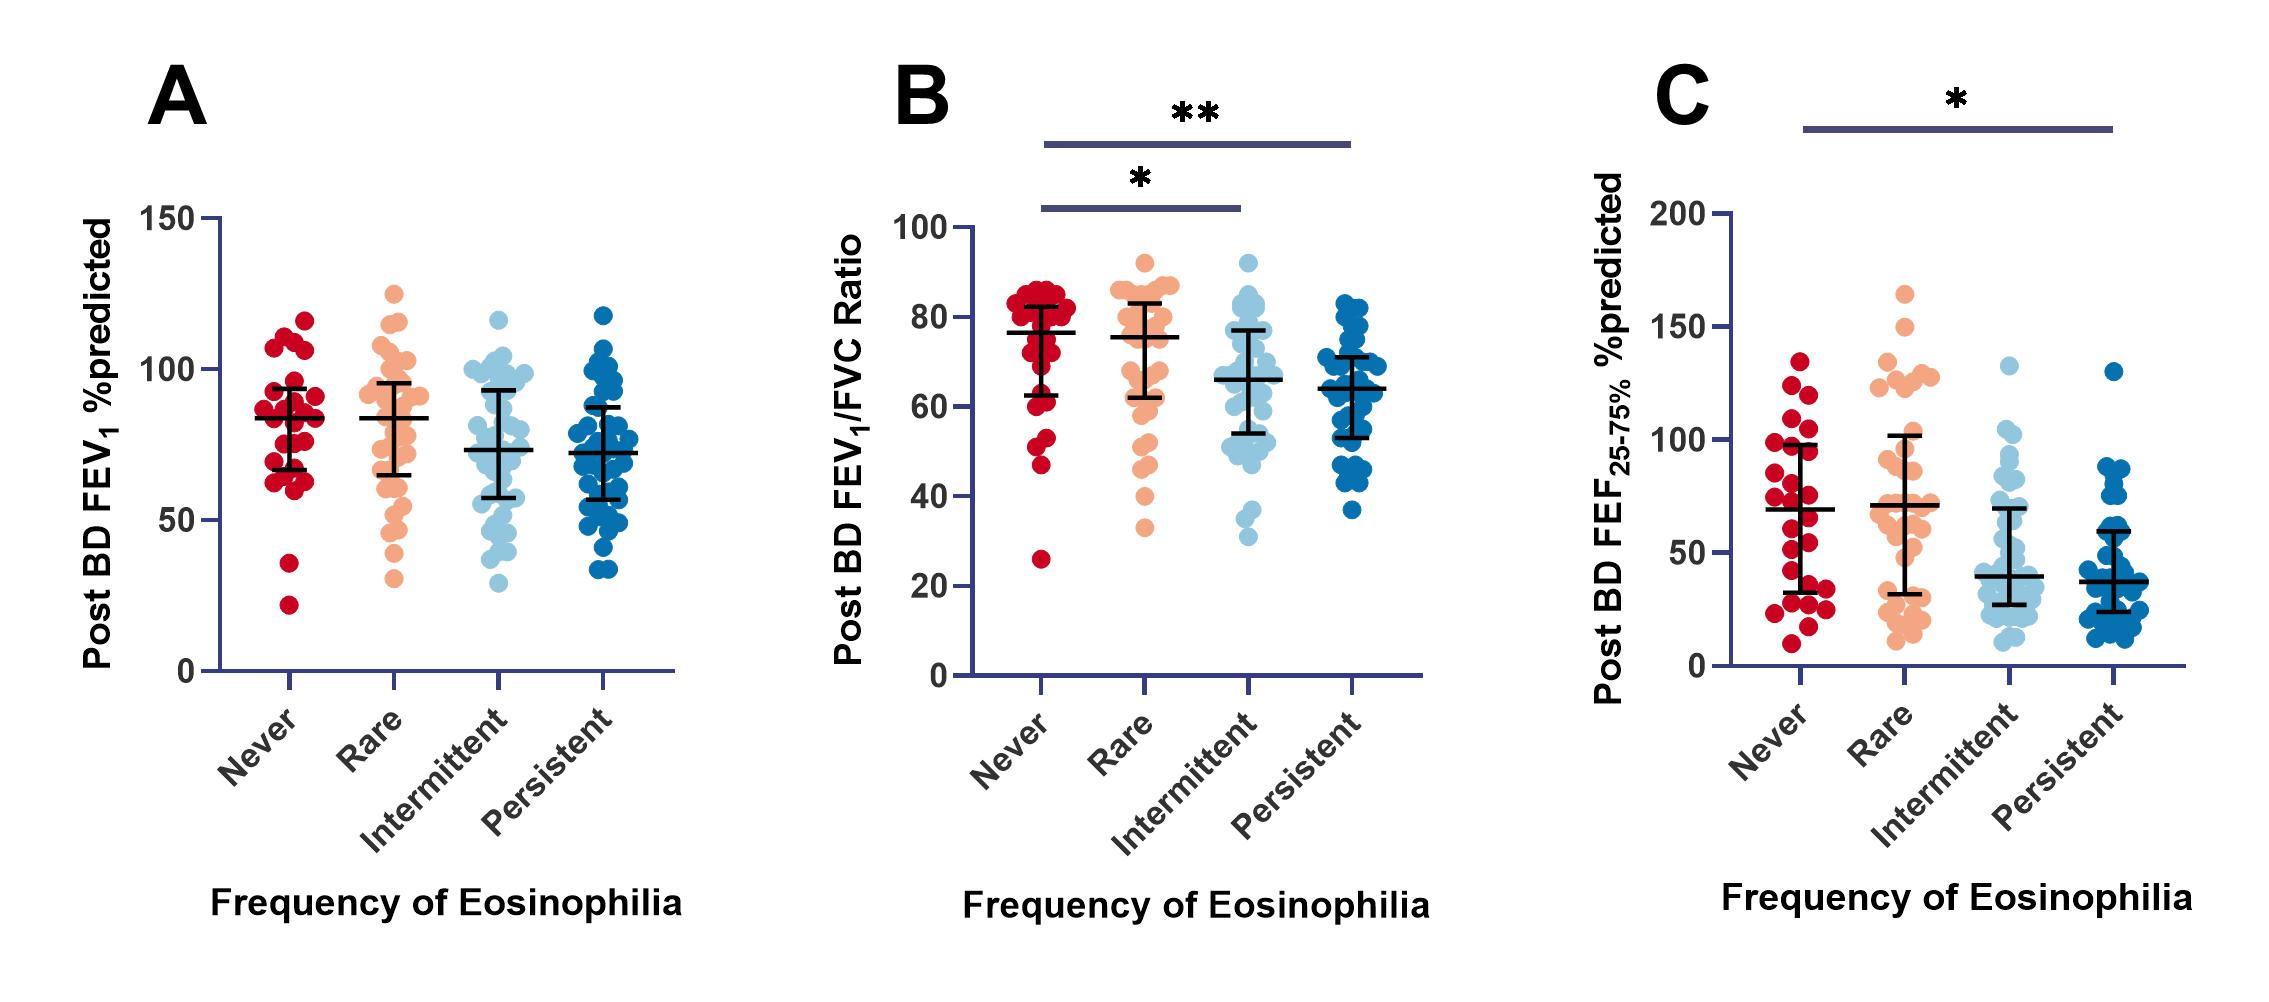 A
Post BD FEV1 %predicted
150
100
50
0
Never
Rare
Intermittent
Persistent
Frequency of Eosinophilia
B
**
*
Post BD FEV1/FVC Ratio
100
80
60
40
20
0
Never
Rare
Intermittent
Persistent
Frequency of Eosinophilia
C
*
Post BD FEF25-75% %predicted
200
150
100
50
0
Never
Rare
Intermittent
Persistent
Frequency of Eosinophilia